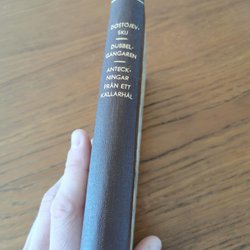 DOSTOJEV-
SKIJ
DUBBEL-
GÅNGAREN
ANTECK-
NINGAR
FRÅN ETT
KÄLLARHÅL